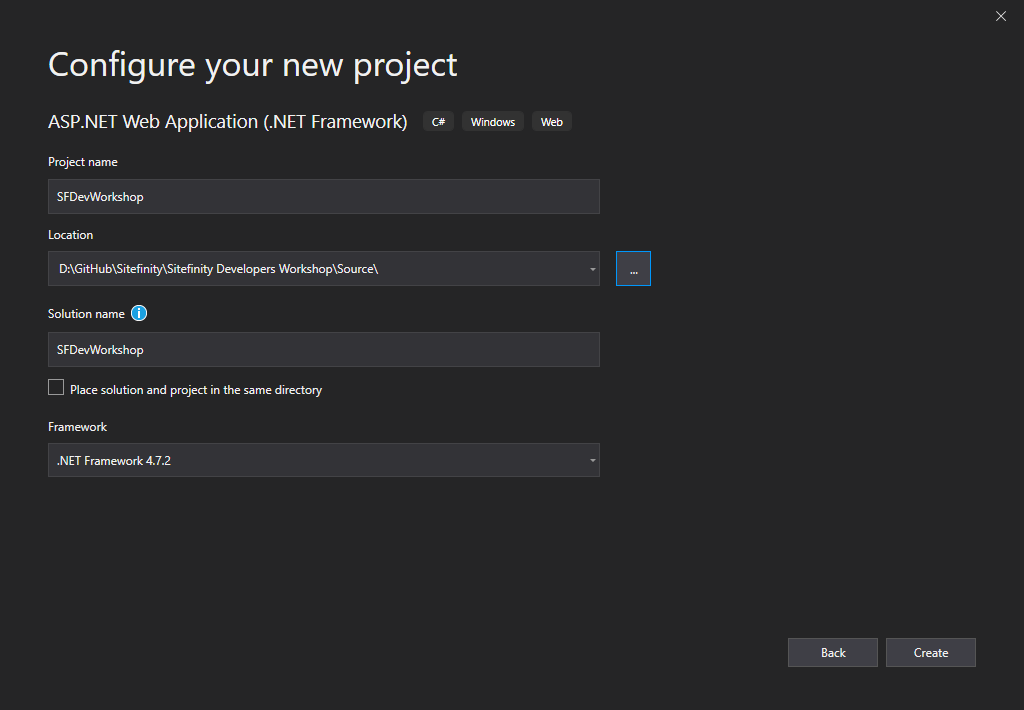 Configure your new project
ASP.NET Web Application (.NET Framework) C# Windows Web
Project name
SFDevWorkshop
Location
D:\GitHub\Sitefinity\Sitefinity Developers Workshop\Source\
...
Solution name i
SFDevWorkshop
Place solution and project in the same directory
Framework
.NET Framework 4.7.2
Back Create